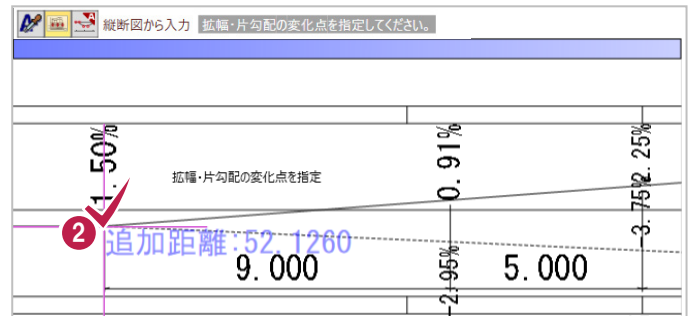 縦断図から入力 拡幅・片勾配の変化点を指定してください。
1.50%
0.91%
2.25%
拡幅・片勾配の変化点を指定
-3.75%
2
追加距離:52.1260
9.000
-2.95%
5.000